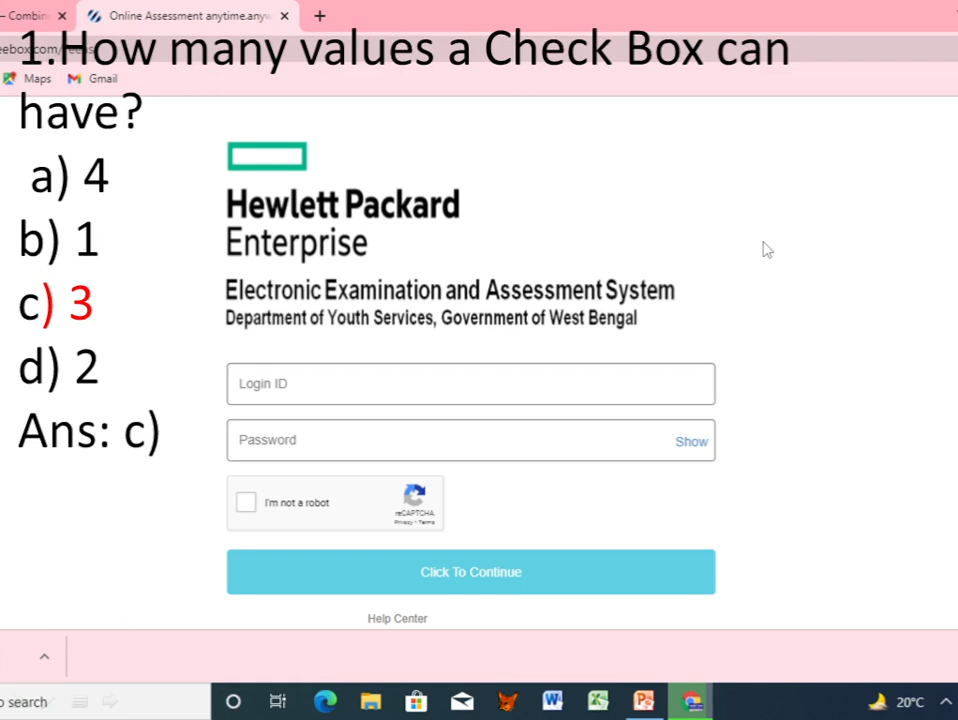 Combin
Online Assessment anytime.anyw
1.How many values a Check Box can
Maps
Gmail
have?
a) 4
b) 1
c) 3
d) 2
Ans: c)
Hewlett Packard
Enterprise
Electronic Examination and Assessment System
Department of Youth Services, Government of West Bengal
Login ID
Password
Show
I'm not a robot
reCAPTCHA
Privacy - Terms
Click To Continue
Help Center
o search
20°C